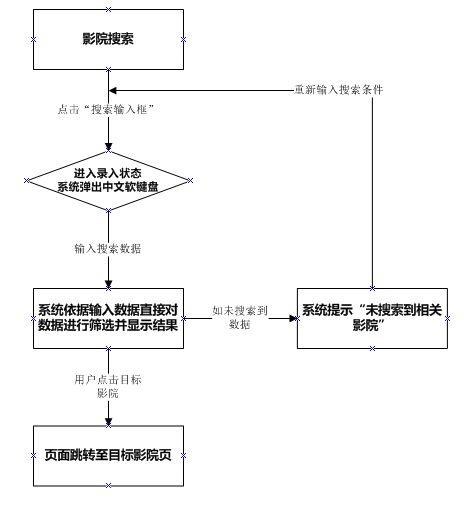 影院搜索
重新输入搜索条件
点击“搜索输入框”
进入录入状态
系统弹出中文软键盘
输入搜索数据
系统依据输入数据直接对
数据进行筛选并显示结果
如未搜索到
数据
系统提示“未搜索到相关
影院”
用户点击目标
影院
页面跳转至目标影院页